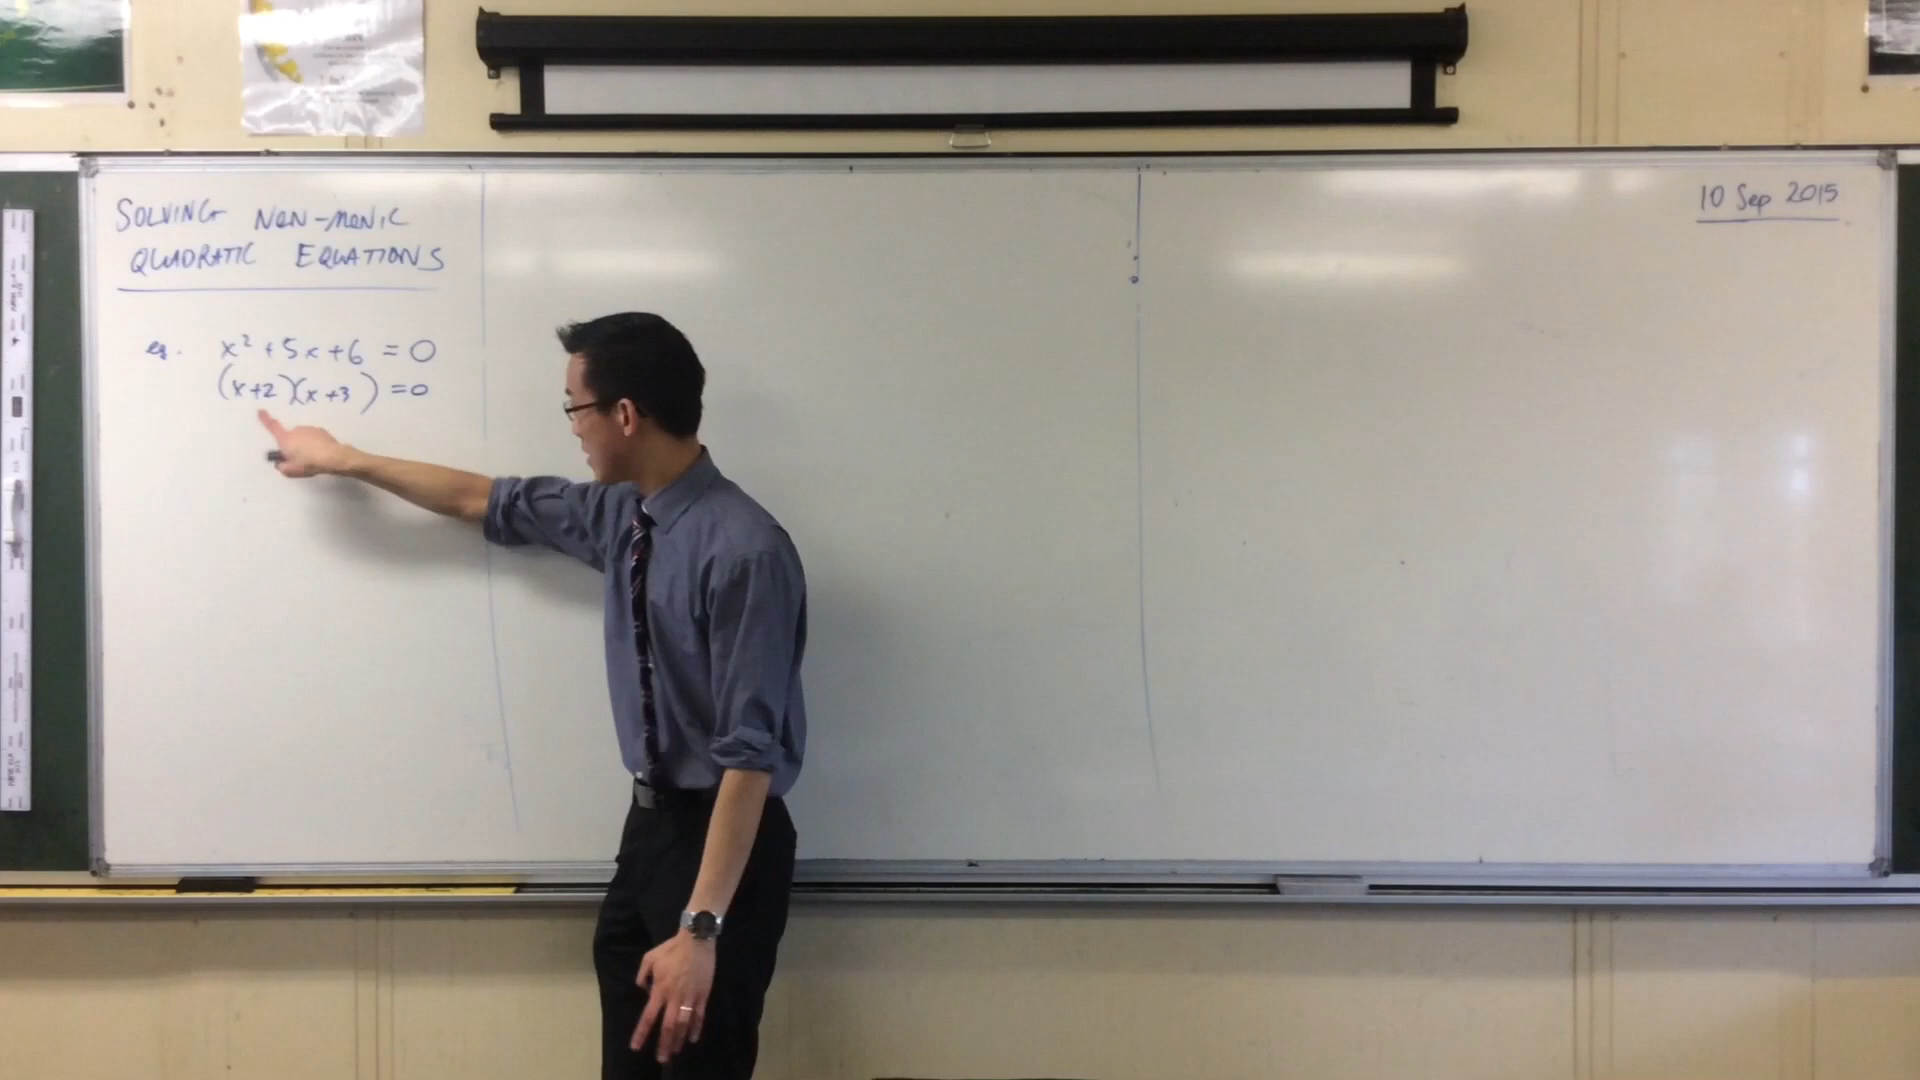 SOLVING NON-MONIC
QUADRATIC EQUATIONS
10 Sep 2015
eg. x² + 5x + 6 = 0
(x+2)(x+3) = 0